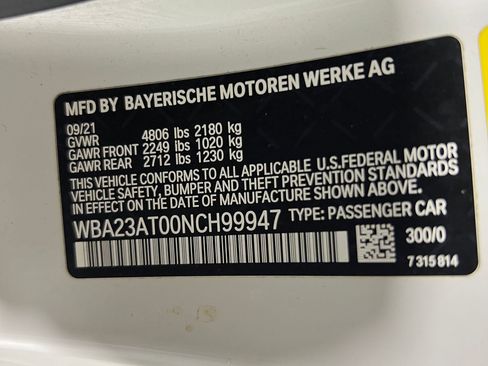 MFD BY BAYERISCHE MOTOREN WERKE AG
09/21
GVWR 4806 lbs 2180 kg
GAWR FRONT 2249 lbs 1020 kg
GAWR REAR 2712 lbs 1230 kg
THIS VEHICLE CONFORMS TO ALL APPLICABLE U.S.FEDERAL MOTOR
VEHICLE SAFETY, BUMPER AND THEFT PREVENTION STANDARDS
IN EFFECT ON THE DATE OF MANUFACTURE SHOWN ABOVE.
WBA23AT00NCH99947 TYPE: PASSENGER CAR
300/0
7 315 814